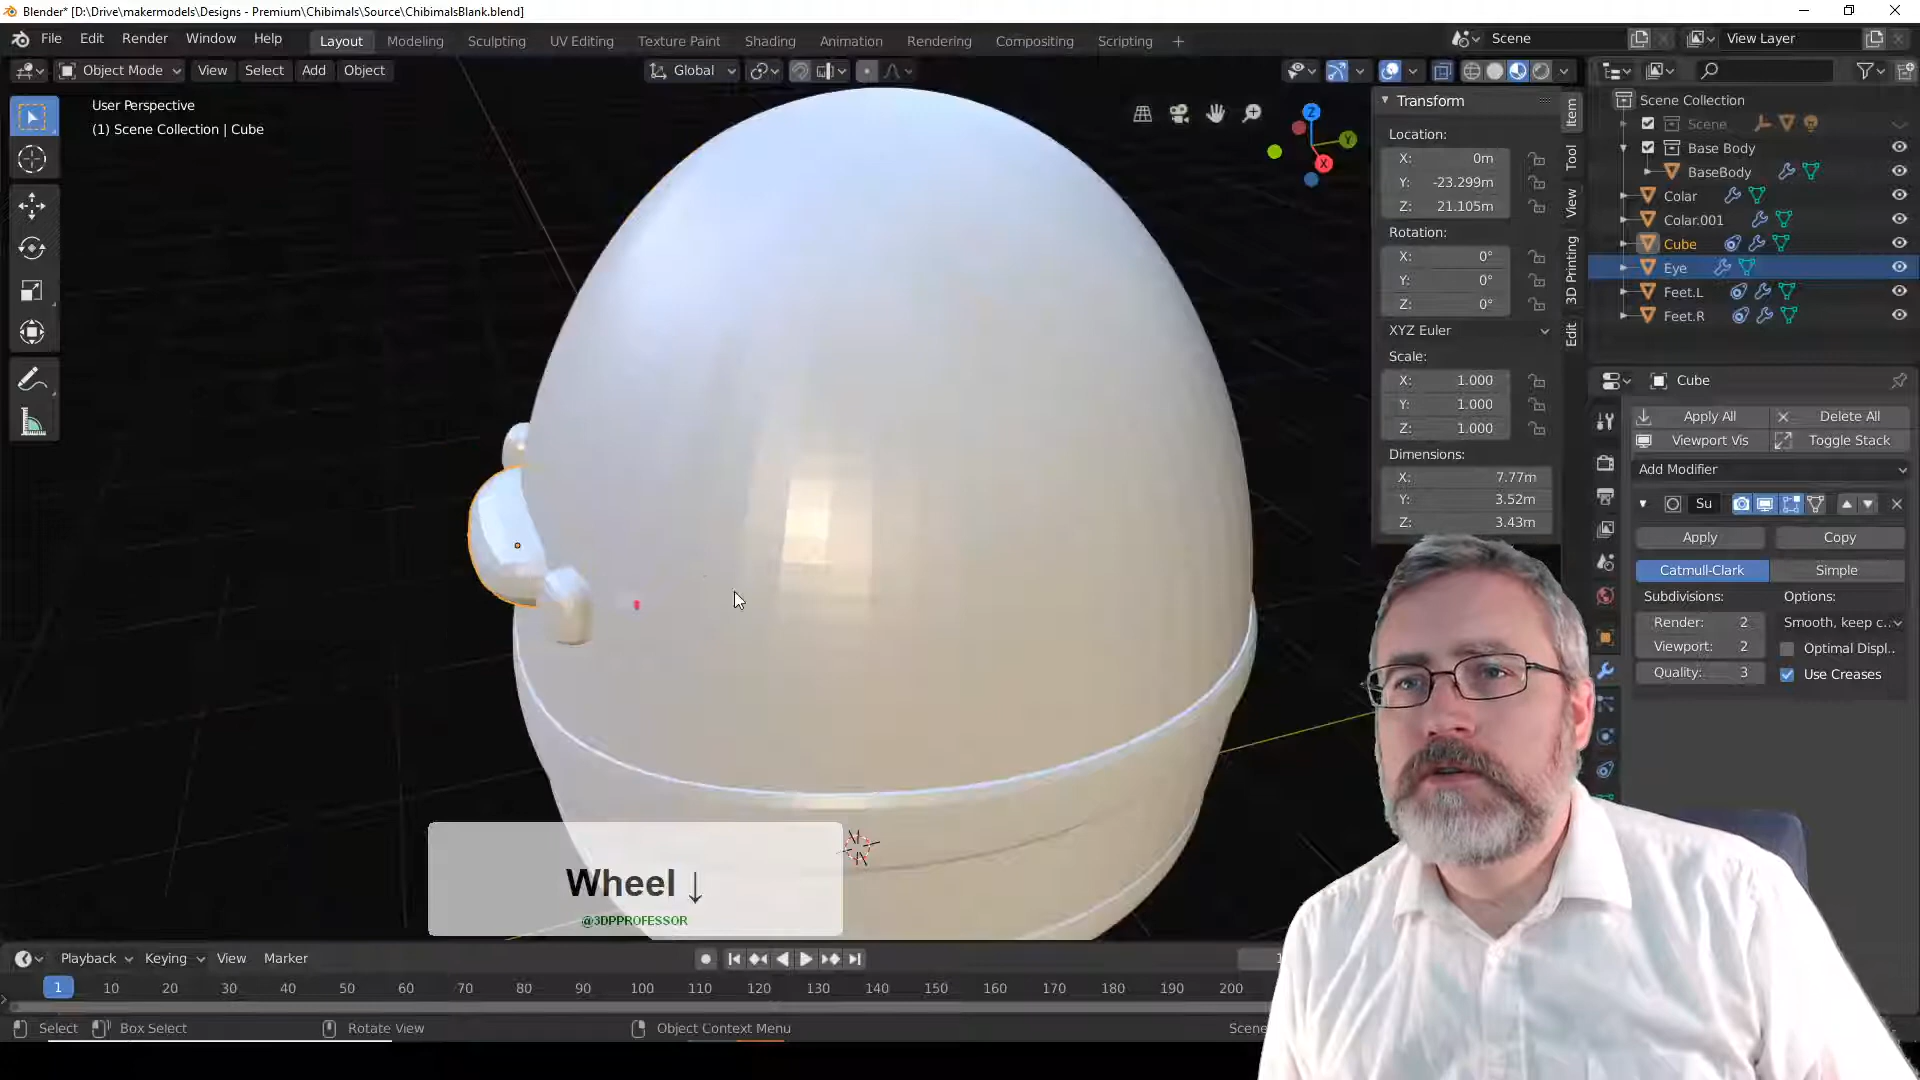 Blender* [D:\Drive\makermodels\Designs - Premium\Chibimals\Source\ChibimalsBlank.blend]
File Edit Render Window Help
Layout Modeling Sculpting UV Editing Texture Paint Shading Animation Rendering Compositing Scripting +
Scene
View Layer
Object Mode View Select Add Object
Global
User Perspective
(1) Scene Collection | Cube
Z
Y
X
Transform
Location:
X: 0m
Y: -23.299m
Z: 21.105m
Rotation:
X: 0°
Y: 0°
Z: 0°
XYZ Euler
Scale:
X: 1.000
Y: 1.000
Z: 1.000
Dimensions:
X: 7.77m
Y: 3.52m
Z: 3.43m
Item
Tool
View
3D Printing
Edit
Scene Collection
Scene
Base Body
BaseBody
Colar
Colar.001
Cube
Eye
Feet.L
Feet.R
Cube
Apply All Delete All
Viewport Vis Toggle Stack
Add Modifier
Su
Apply Copy
Catmull-Clark Simple
Subdivisions: Options:
Render: 2 Smooth, keep c..
Viewport: 2 Optimal Displ..
Quality: 3 Use Creases
Wheel ↓
@3DPPROFESSOR
Playback Keying View Marker
1 10 20 30 40 50 60 70 80 90 100 110 120 130 140 150 160 170 180 190 200
Select Box Select Rotate View Object Context Menu
Scene